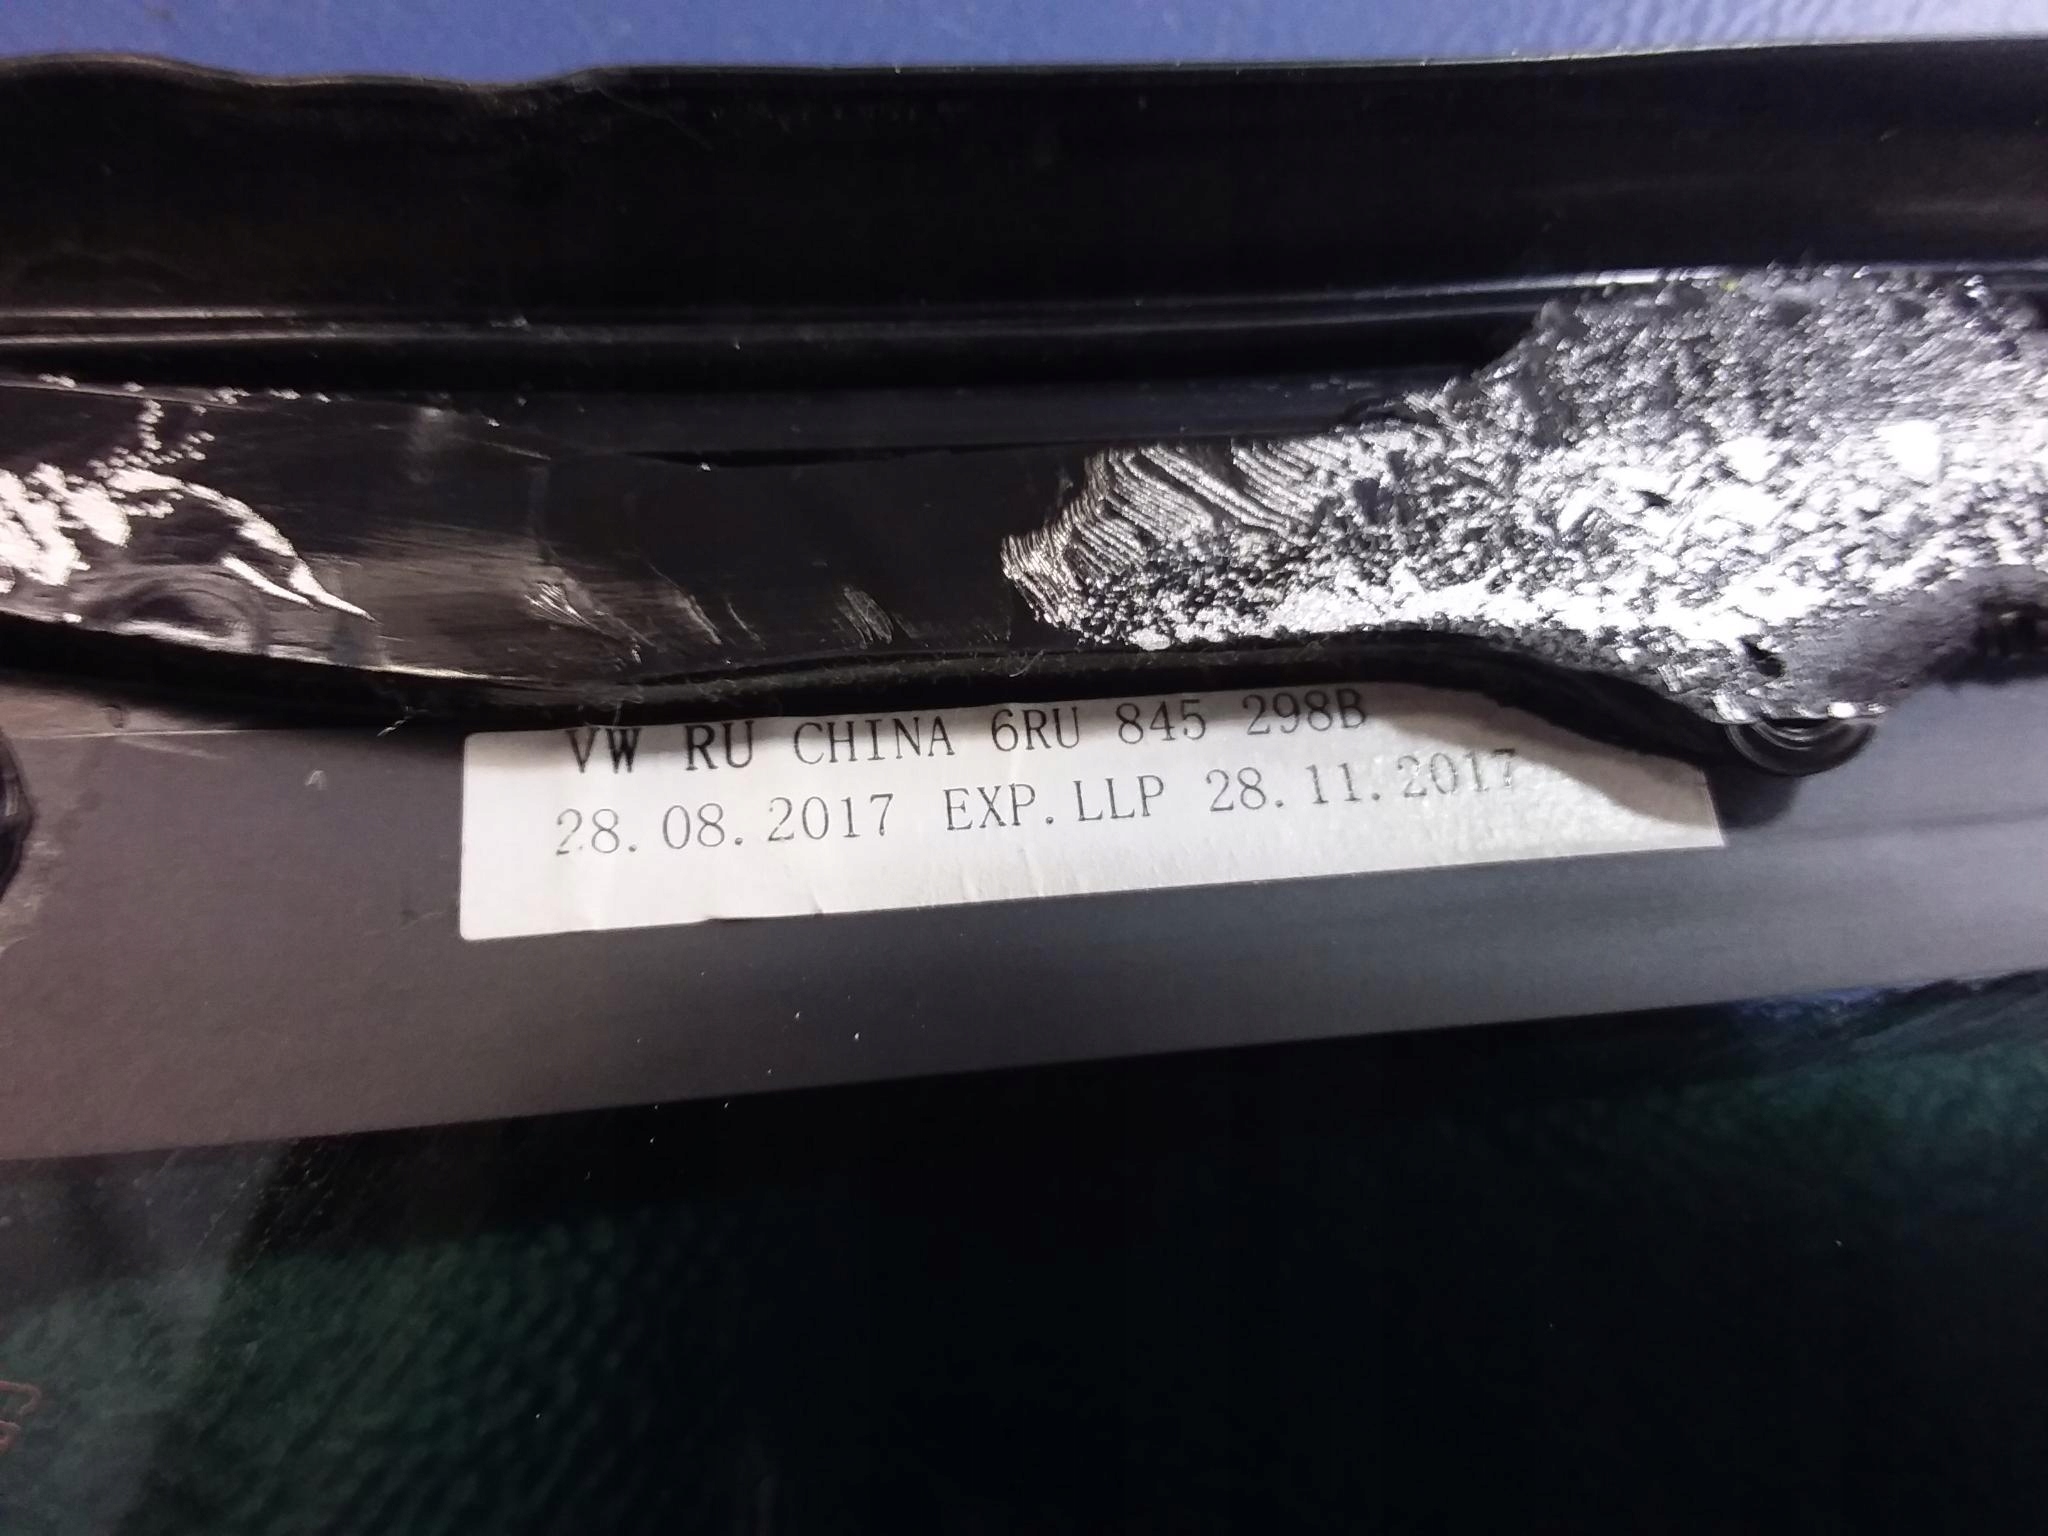 VW RU CHINA 6RU 845 298B
28.08.2017 EXP.LLP 28.11.2017